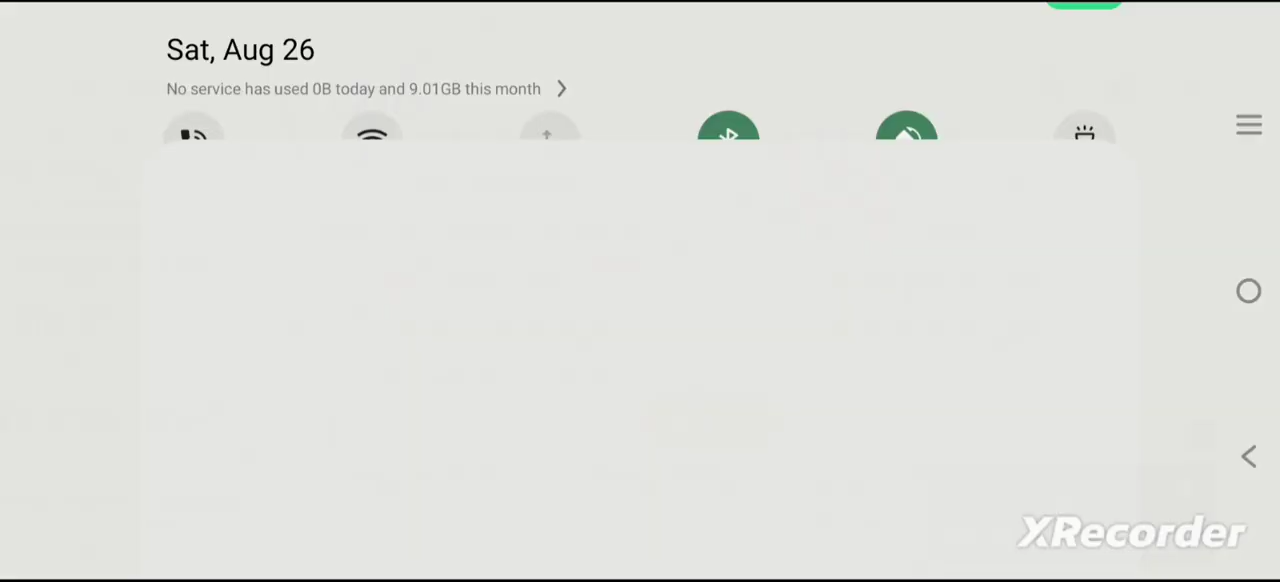 Sat, Aug 26
No service has used 0B today and 9.01GB this month
XRecorder